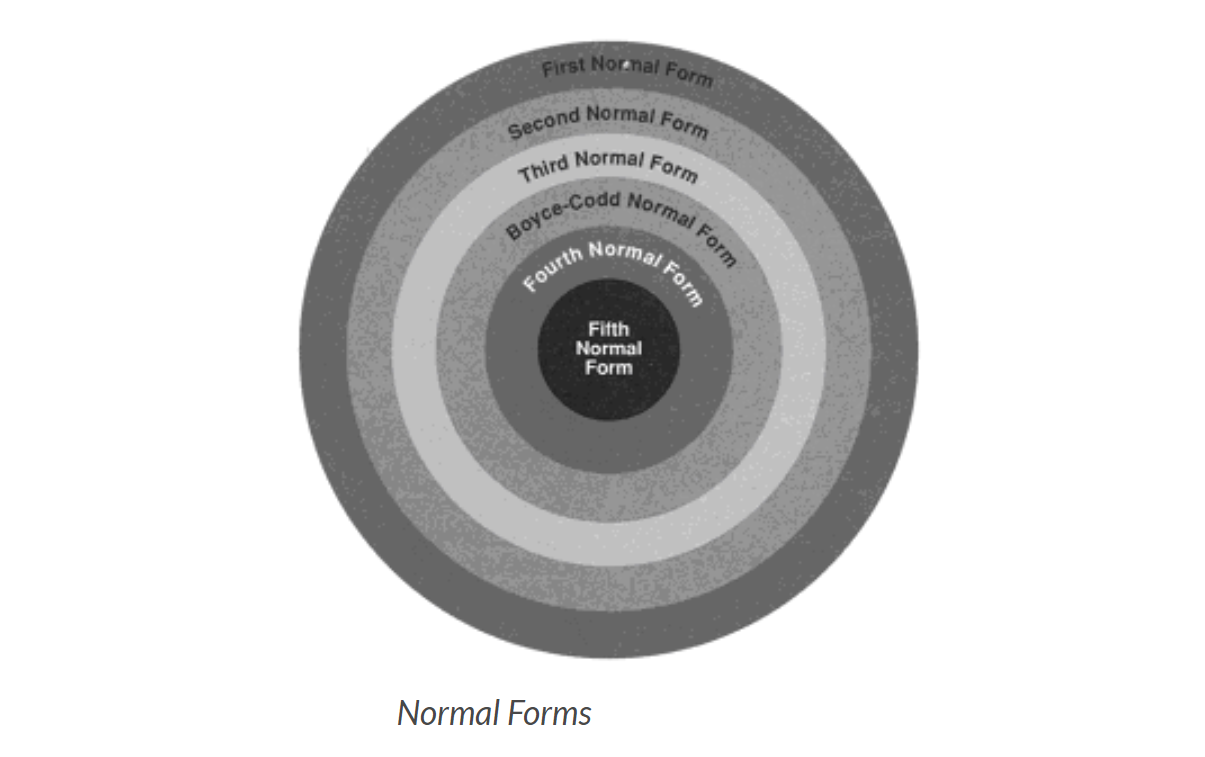 First Normal Form
Second Normal Form
Third Normal Form
Boyce-Codd Normal Form
Fourth Normal Form
Fifth
Normal
Form
Normal Forms